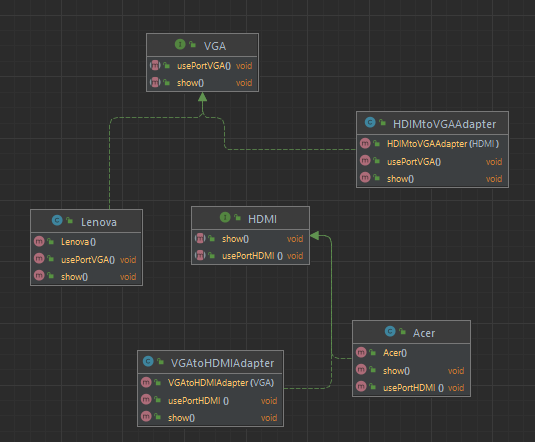 VGA
usePortVGA() void
show() void
HDIMtoVGAAdapter
HDIMtoVGAAdapter (HDMI)
usePortVGA() void
show() void
Lenova
Lenova()
usePortVGA() void
show() void
HDMI
show() void
usePortHDMI () void
Acer
Acer()
show() void
usePortHDMI () void
VGAtoHDMIAdapter
VGAtoHDMIAdapter (VGA)
usePortHDMI () void
show() void